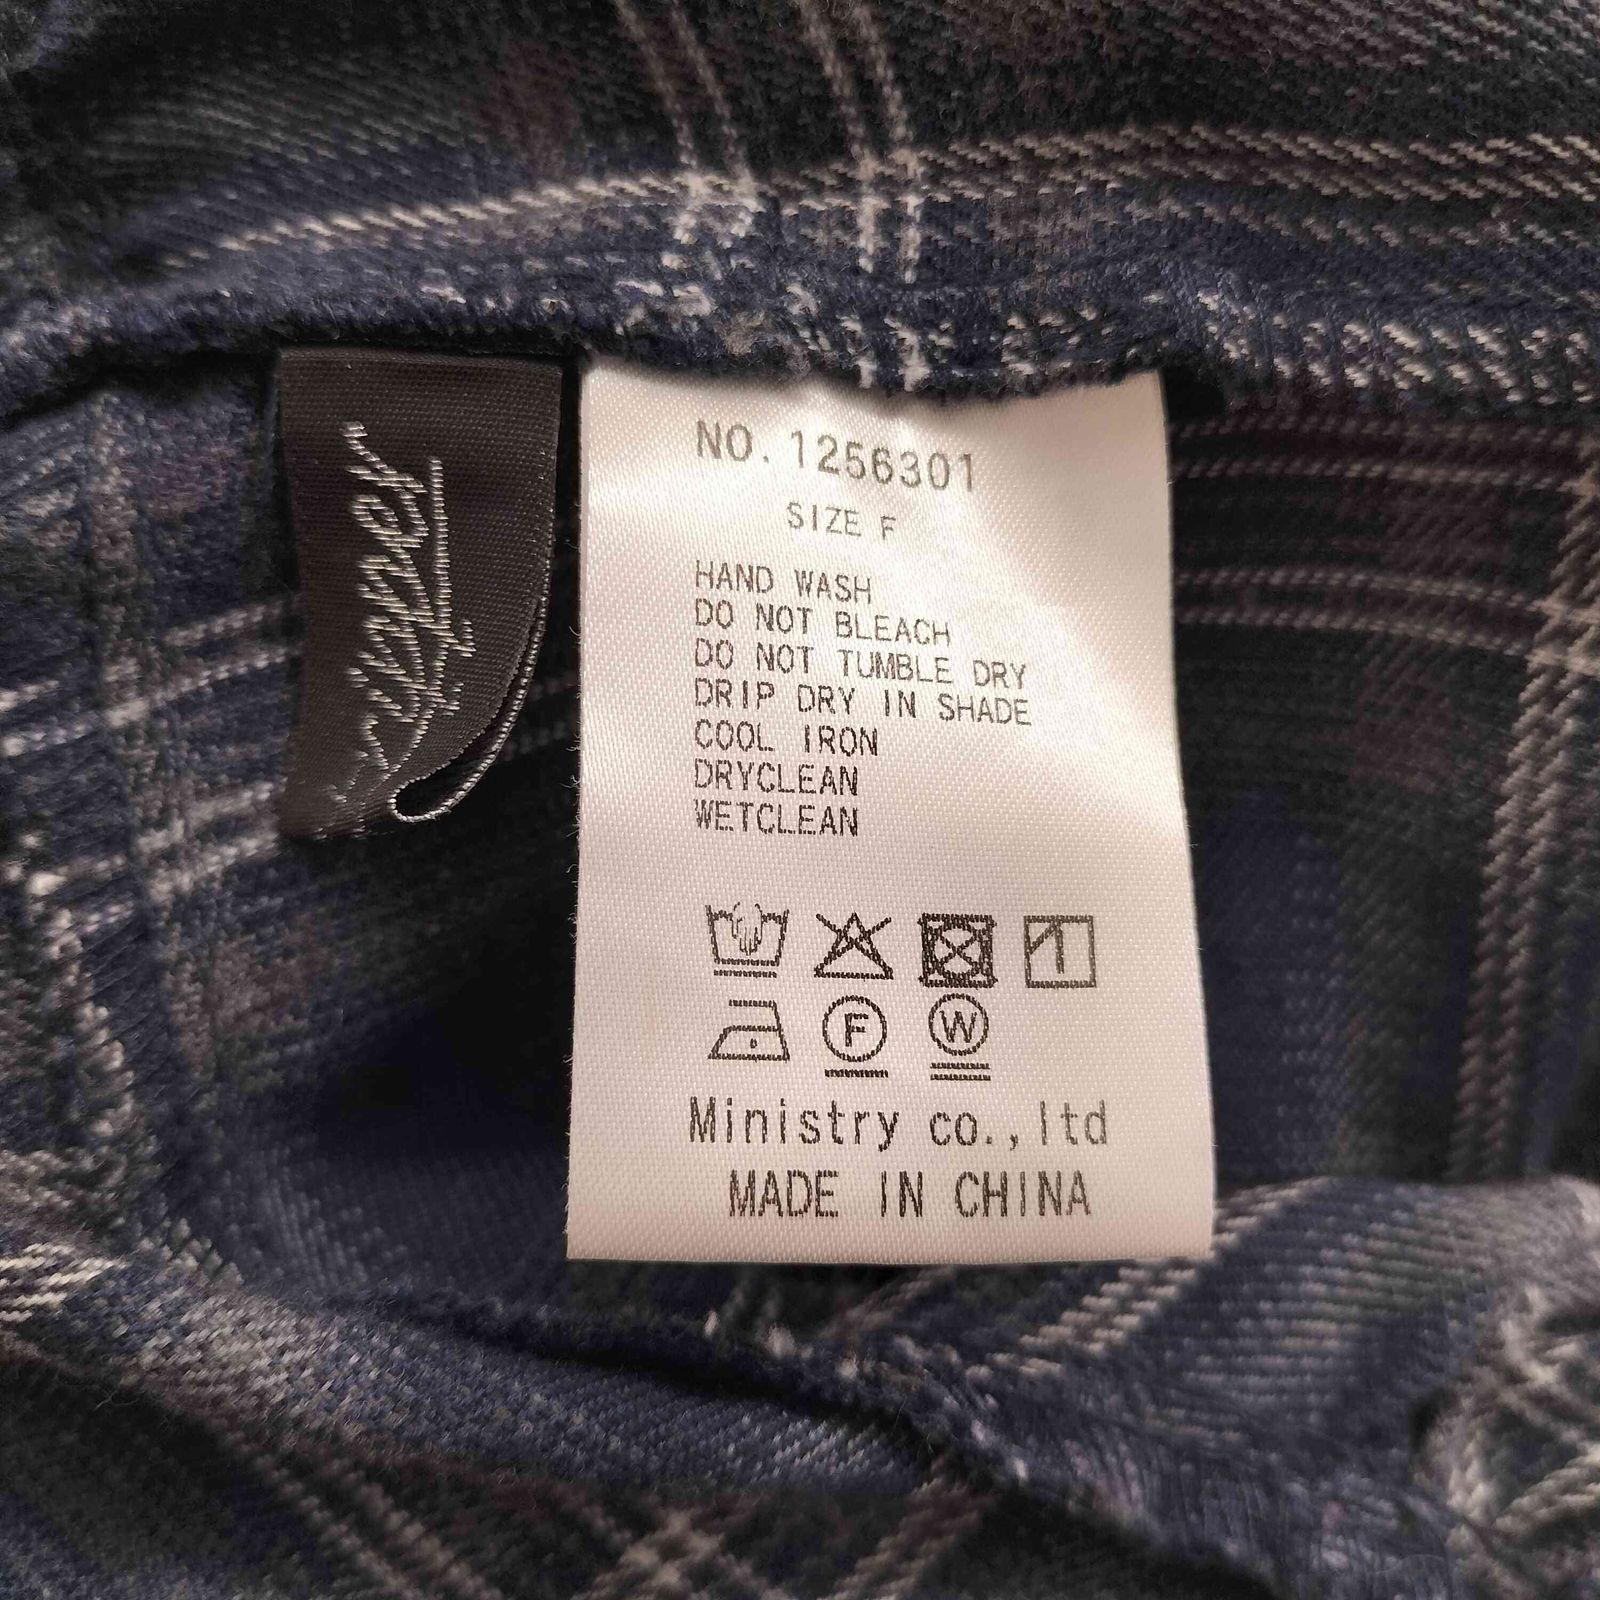 NO. 1256301
SIZE F
HAND WASH
DO NOT BLEACH
DO NOT TUMBLE DRY
DRIP DRY IN SHADE
COOL IRON
DRYCLEAN
WETCLEAN
F
W
Ministry co.,ltd
MADE IN CHINA